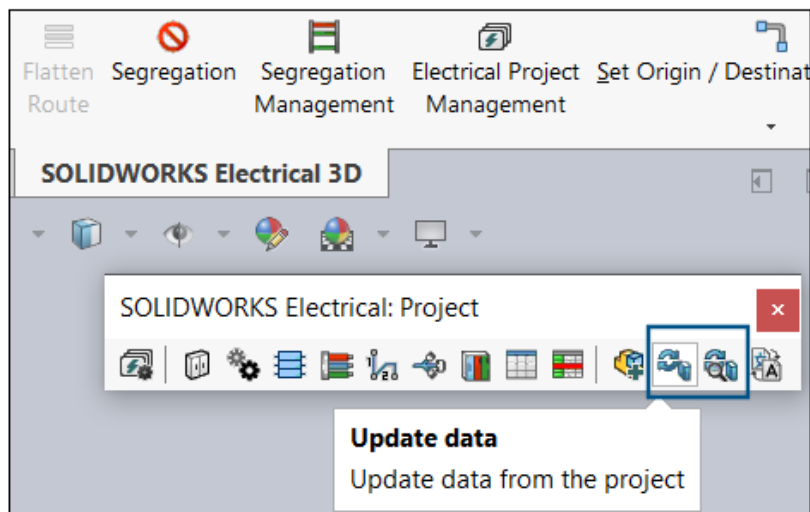 Flatten Segregation Segregation Electrical Project Set Origin / Destinat
Route Management Management
SOLIDWORKS Electrical 3D
SOLIDWORKS Electrical: Project
Update data
Update data from the project